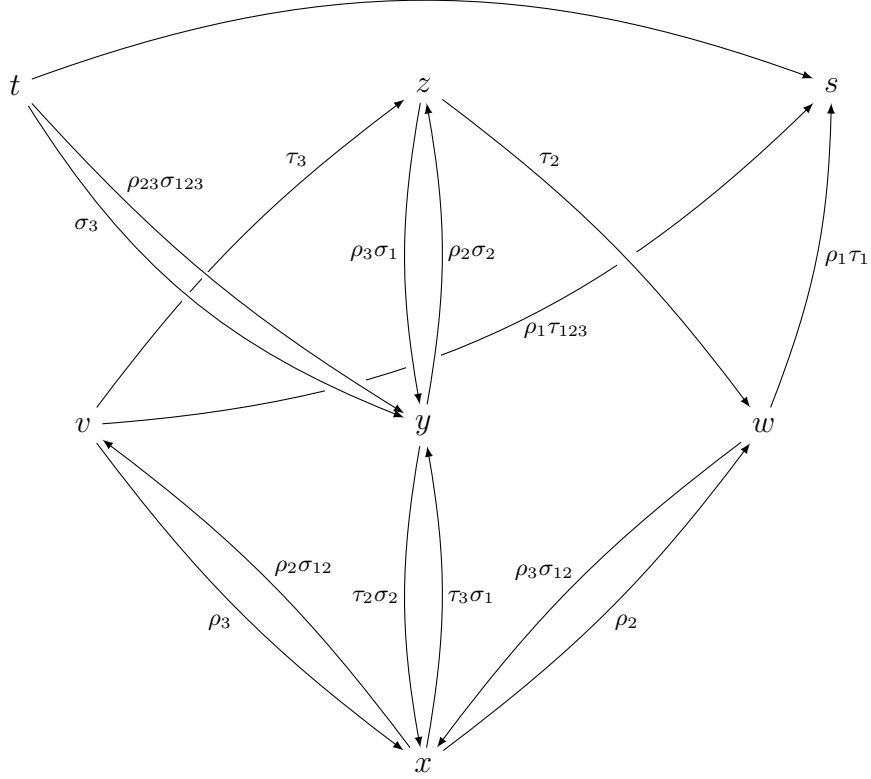 t z s
ρ₂₃σ₁₂₃ τ₃ τ₂
σ₃
ρ₃σ₁ ρ₂σ₂ ρ₁τ₁
ρ₁τ₁₂₃
v y w
ρ₂σ₁₂ ρ₃σ₁₂
τ₂σ₂ τ₃σ₁
ρ₃ ρ₂
x